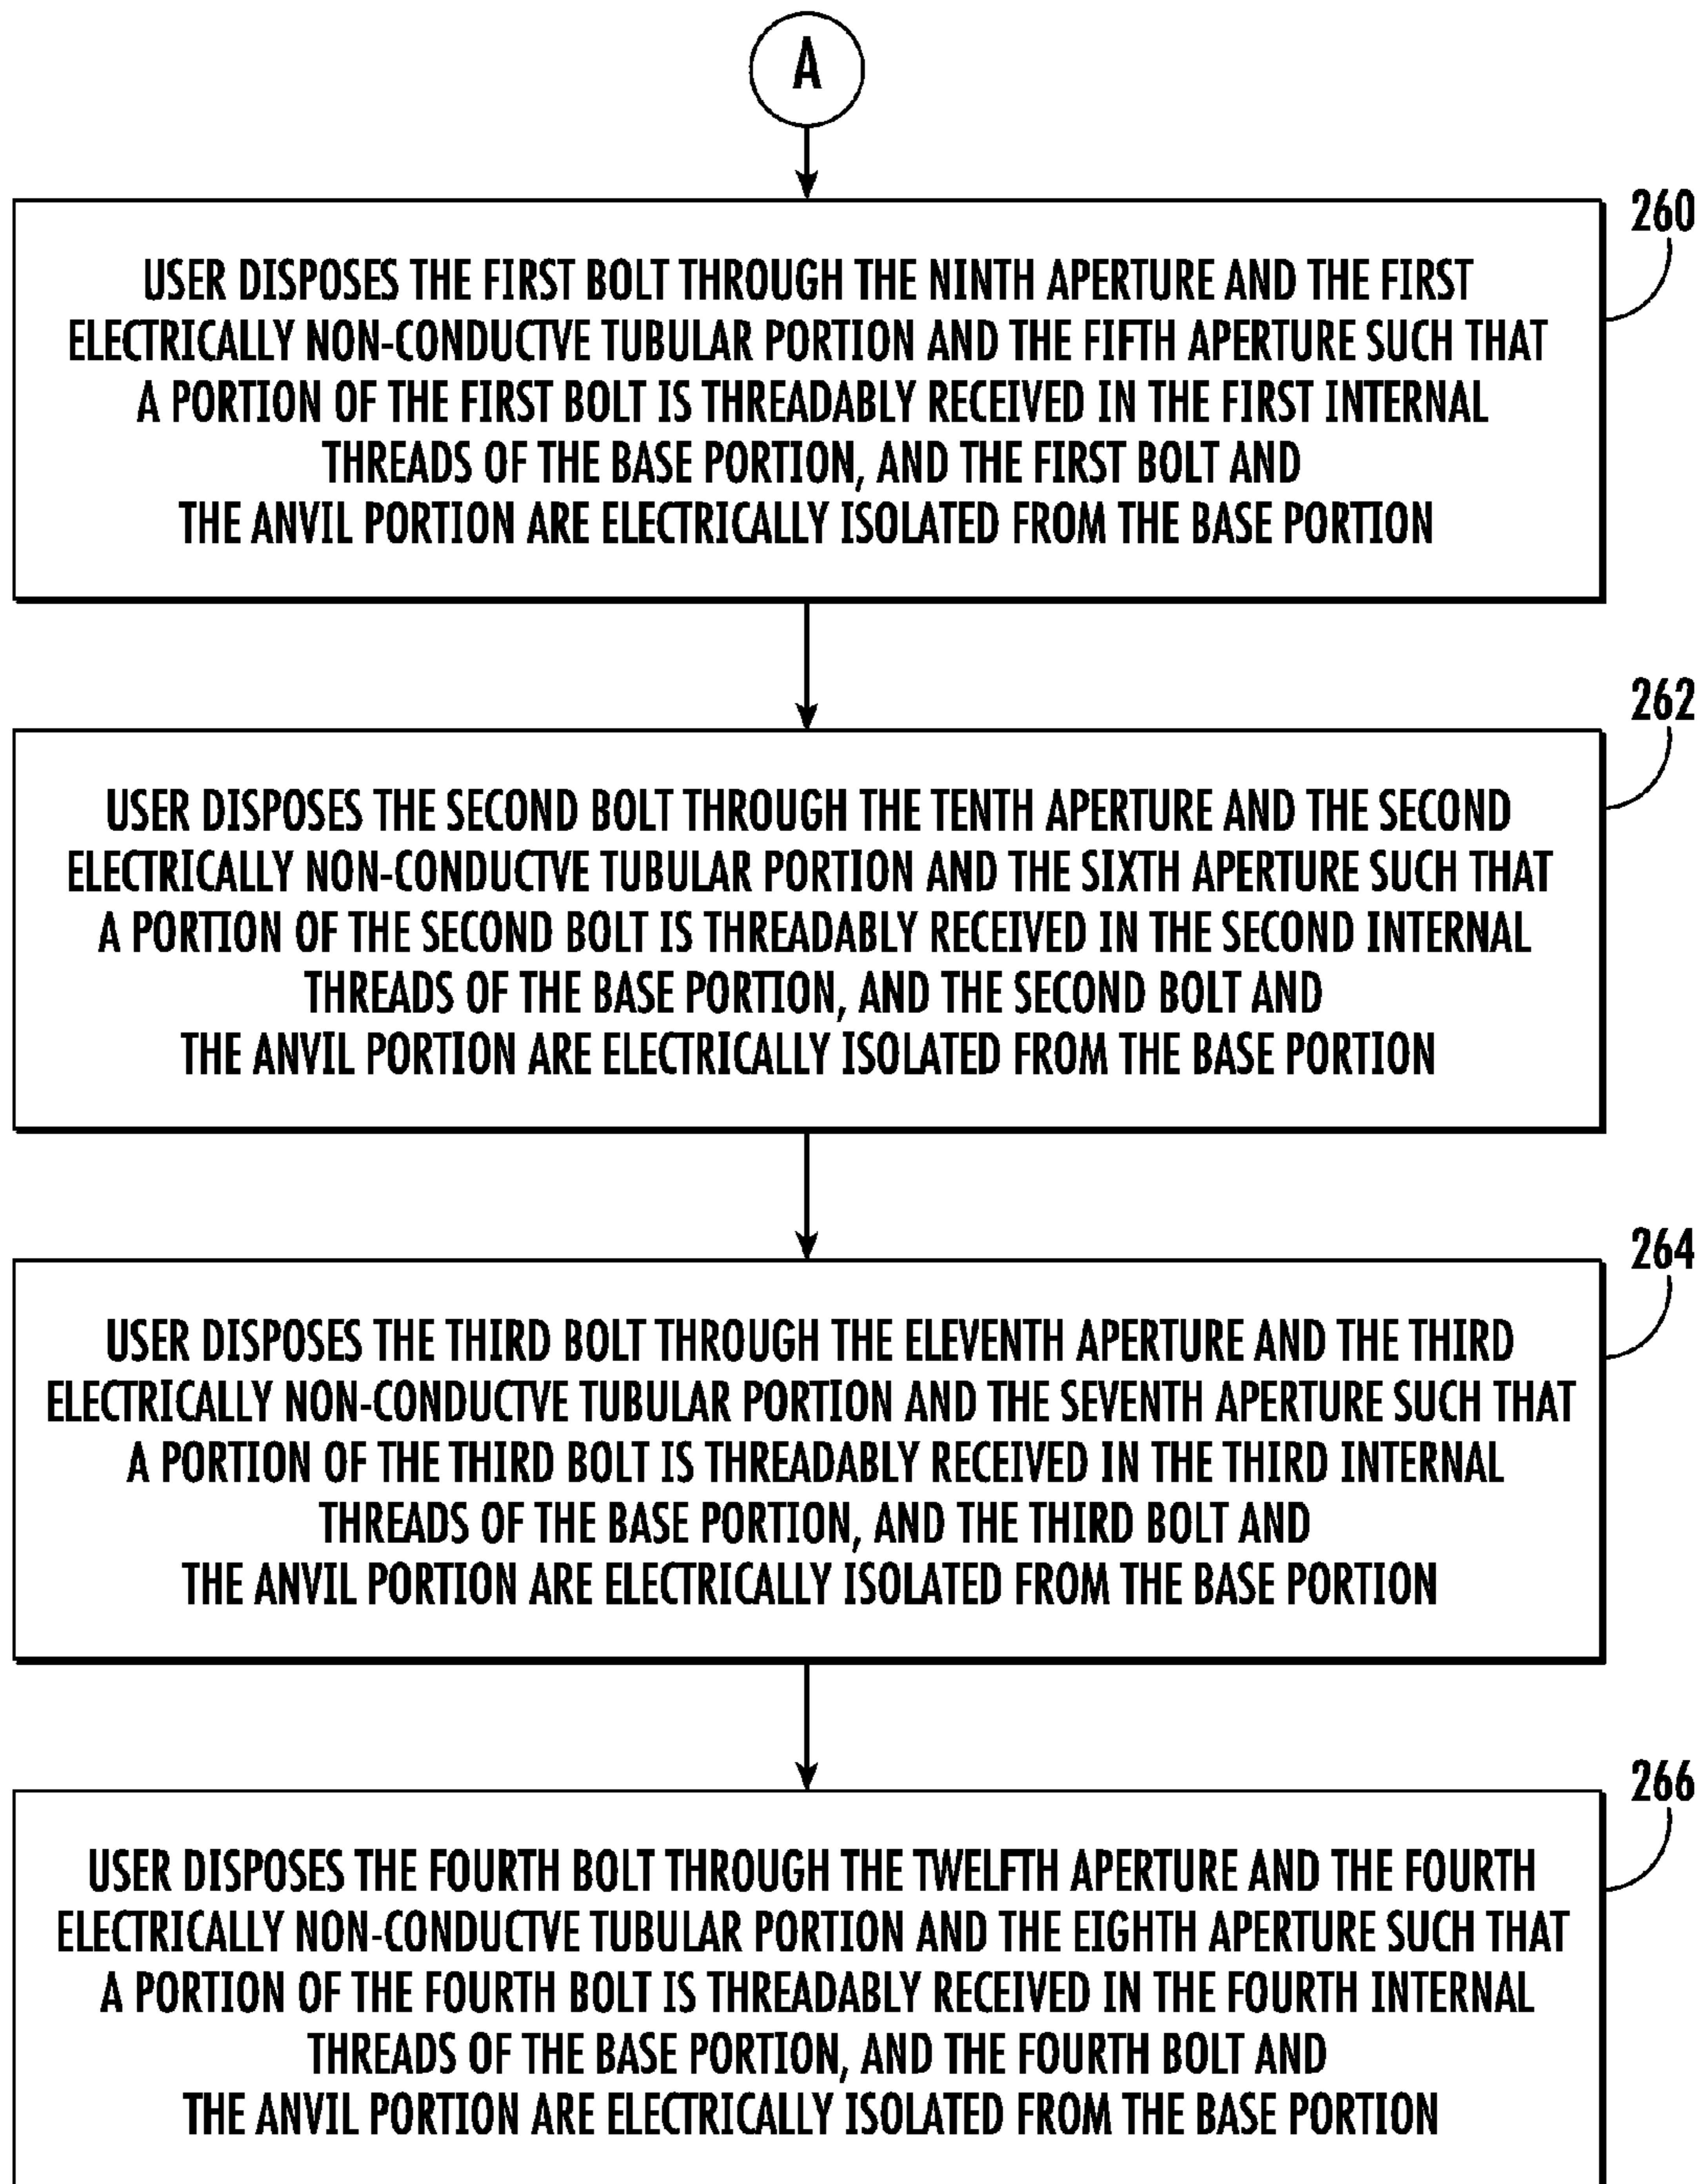 A
260
USER DISPOSES THE FIRST BOLT THROUGH THE NINTH APERTURE AND THE FIRST
ELECTRICALLY NON-CONDUCTVE TUBULAR PORTION AND THE FIFTH APERTURE SUCH THAT
A PORTION OF THE FIRST BOLT IS THREADABLY RECEIVED IN THE FIRST INTERNAL
THREADS OF THE BASE PORTION, AND THE FIRST BOLT AND
THE ANVIL PORTION ARE ELECTRICALLY ISOLATED FROM THE BASE PORTION
262
USER DISPOSES THE SECOND BOLT THROUGH THE TENTH APERTURE AND THE SECOND
ELECTRICALLY NON-CONDUCTVE TUBULAR PORTION AND THE SIXTH APERTURE SUCH THAT
A PORTION OF THE SECOND BOLT IS THREADABLY RECEIVED IN THE SECOND INTERNAL
THREADS OF THE BASE PORTION, AND THE SECOND BOLT AND
THE ANVIL PORTION ARE ELECTRICALLY ISOLATED FROM THE BASE PORTION
264
USER DISPOSES THE THIRD BOLT THROUGH THE ELEVENTH APERTURE AND THE THIRD
ELECTRICALLY NON-CONDUCTVE TUBULAR PORTION AND THE SEVENTH APERTURE SUCH THAT
A PORTION OF THE THIRD BOLT IS THREADABLY RECEIVED IN THE THIRD INTERNAL
THREADS OF THE BASE PORTION, AND THE THIRD BOLT AND
THE ANVIL PORTION ARE ELECTRICALLY ISOLATED FROM THE BASE PORTION
266
USER DISPOSES THE FOURTH BOLT THROUGH THE TWELFTH APERTURE AND THE FOURTH
ELECTRICALLY NON-CONDUCTVE TUBULAR PORTION AND THE EIGHTH APERTURE SUCH THAT
A PORTION OF THE FOURTH BOLT IS THREADABLY RECEIVED IN THE FOURTH INTERNAL
THREADS OF THE BASE PORTION, AND THE FOURTH BOLT AND
THE ANVIL PORTION ARE ELECTRICALLY ISOLATED FROM THE BASE PORTION